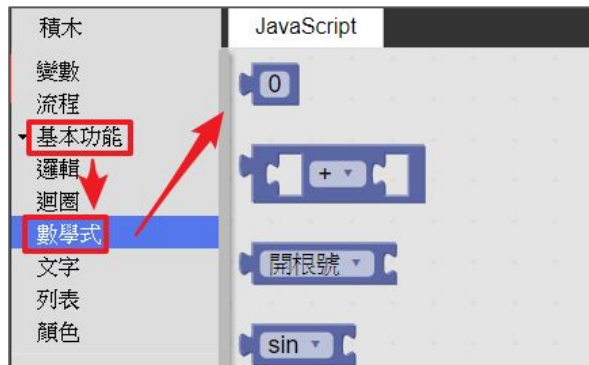 積木
JavaScript
變數
流程
基本功能
邏輯
迴圈
數學式
文字
列表
顏色
0
+
開根號
sin